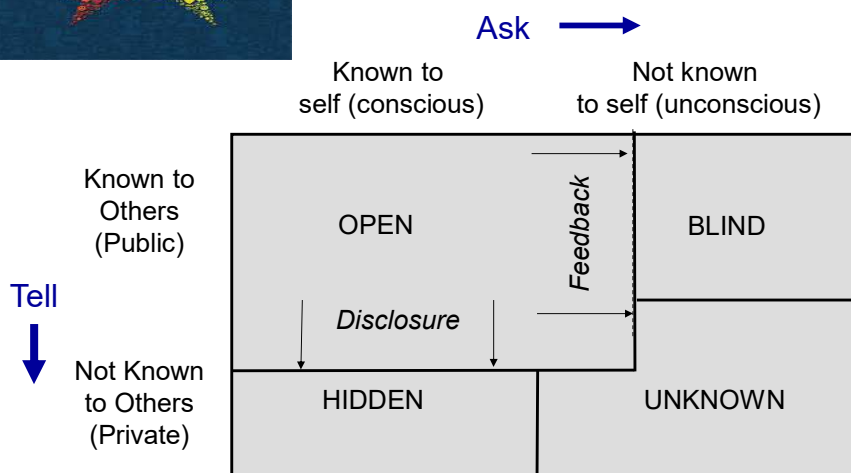 Ask
Known to
self (conscious)
Not known
to self (unconscious)
Known to
Others
(Public)
OPEN
Feedback
BLIND
Tell
Disclosure
Not Known
to Others
(Private)
HIDDEN
UNKNOWN